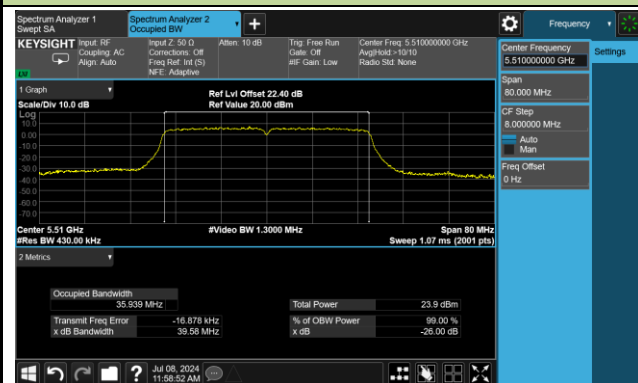 Spectrum Analyzer 1
Swept SA
Spectrum Analyzer 2
Occupied BW
+
Frequency
KEYSIGHT
Input: RF
Coupling: AC
Align: Auto
Input Z: 50 Ω
Corrections: Off
Freq Ref: Int (S)
NFE: Adaptive
Atten: 10 dB
Trig: Free Run
Gate: Off
#IF Gain: Low
Center Freq: 5.510000000 GHz
Avg|Hold:>10/10
Radio Std: None
Center Frequency
5.510000000 GHz
Settings
Span
80.000 MHz
CF Step
8.000000 MHz
Auto
Man
Freq Offset
0 Hz
1 Graph
Scale/Div 10.0 dB
Ref Lvl Offset 22.40 dB
Ref Value 20.00 dBm
Log
10.0
0.00
-10.0
-20.0
-30.0
-40.0
-50.0
-60.0
-70.0
Center 5.51 GHz
#Res BW 430.00 kHz
#Video BW 1.3000 MHz
Span 80 MHz
Sweep 1.07 ms (2001 pts)
2 Metrics
Occupied Bandwidth
35.939 MHz
Total Power 23.9 dBm
Transmit Freq Error -16.878 kHz
% of OBW Power 99.00 %
x dB Bandwidth 39.58 MHz
x dB -26.00 dB
?
Jul 08, 2024
11:58:52 AM